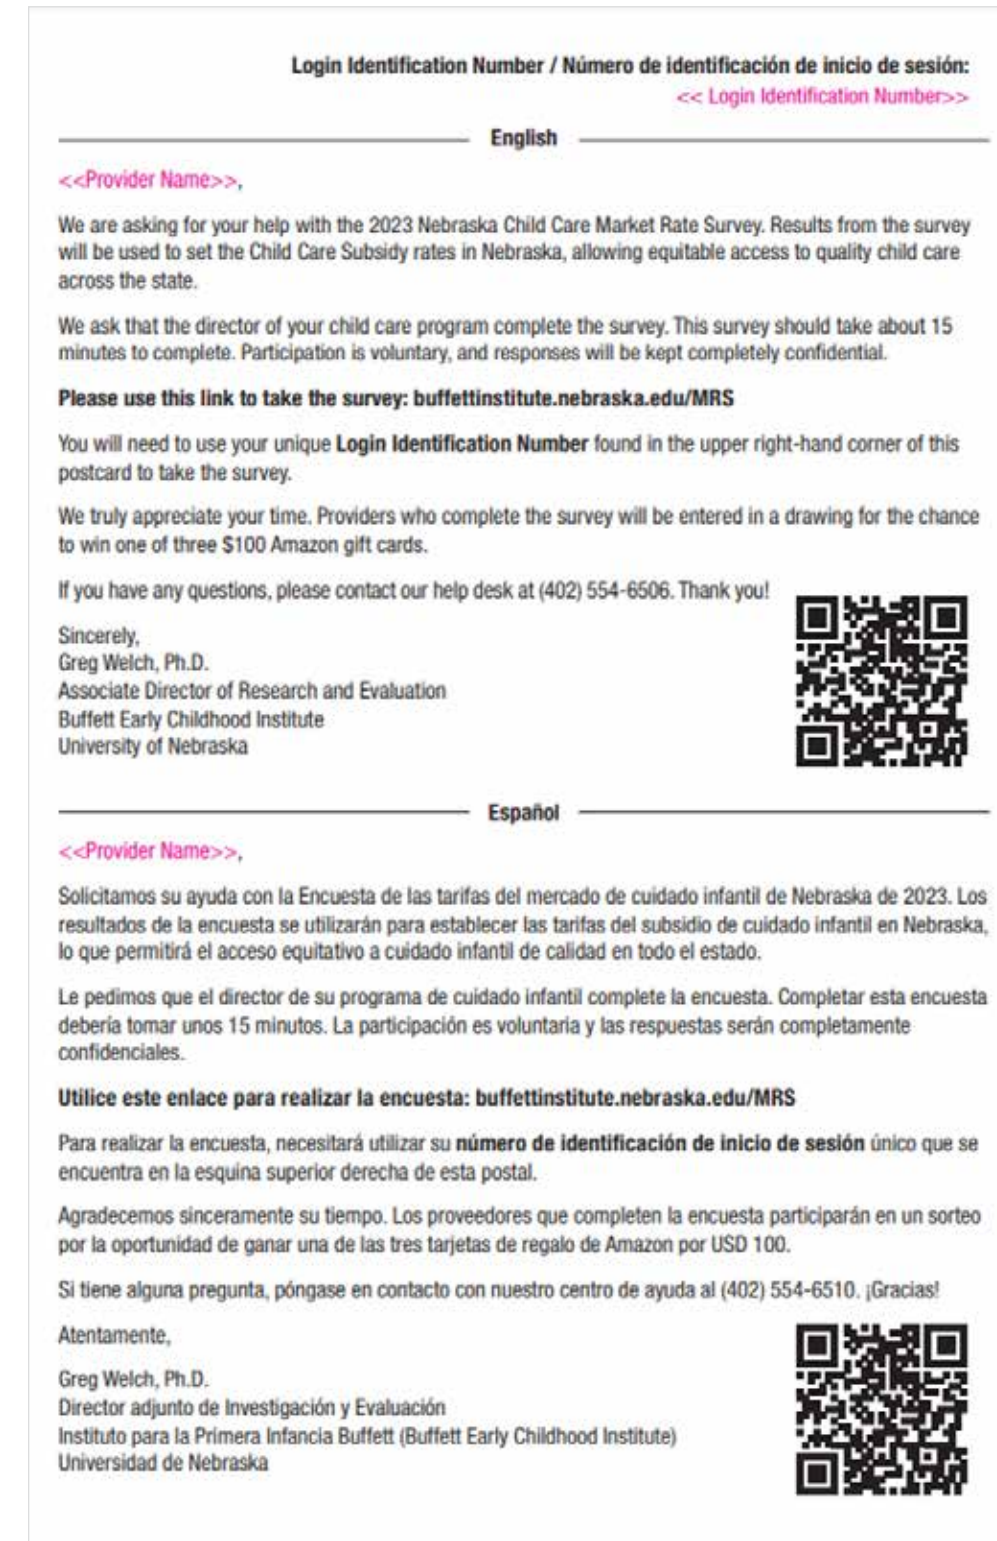 Login Identification Number / Número de identificación de inicio de sesión:
<< Login Identification Number>>
English
<<Provider Name>>,
We are asking for your help with the 2023 Nebraska Child Care Market Rate Survey. Results from the survey
will be used to set the Child Care Subsidy rates in Nebraska, allowing equitable access to quality child care
across the state.
We ask that the director of your child care program complete the survey. This survey should take about 15
minutes to complete. Participation is voluntary, and responses will be kept completely confidential.
Please use this link to take the survey: buffettinstitute.nebraska.edu/MRS
You will need to use your unique Login Identification Number found in the upper right-hand corner of this
postcard to take the survey.
We truly appreciate your time. Providers who complete the survey will be entered in a drawing for the chance
to win one of three $100 Amazon gift cards.
If you have any questions, please contact our help desk at (402) 554-6506. Thank you!
Sincerely,
Greg Welch, Ph.D.
Associate Director of Research and Evaluation
Buffett Early Childhood Institute
University of Nebraska
Español
<<Provider Name>>,
Solicitamos su ayuda con la Encuesta de las tarifas del mercado de cuidado infantil de Nebraska de 2023. Los
resultados de la encuesta se utilizarán para establecer las tarifas del subsidio de cuidado infantil en Nebraska,
lo que permitirá el acceso equitativo a cuidado infantil de calidad en todo el estado.
Le pedimos que el director de su programa de cuidado infantil complete la encuesta. Completar esta encuesta
debería tomar unos 15 minutos. La participación es voluntaria y las respuestas serán completamente
confidenciales.
Utilice este enlace para realizar la encuesta: buffettinstitute.nebraska.edu/MRS
Para realizar la encuesta, necesitará utilizar su número de identificación de inicio de sesión único que se
encuentra en la esquina superior derecha de esta postal.
Agradecemos sinceramente su tiempo. Los proveedores que completen la encuesta participarán en un sorteo
por la oportunidad de ganar una de las tres tarjetas de regalo de Amazon por USD 100.
Si tiene alguna pregunta, póngase en contacto con nuestro centro de ayuda al (402) 554-6510. ¡Gracias!
Atentamente,
Greg Welch, Ph.D.
Director adjunto de Investigación y Evaluación
Instituto para la Primera Infancia Buffett (Buffett Early Childhood Institute)
Universidad de Nebraska